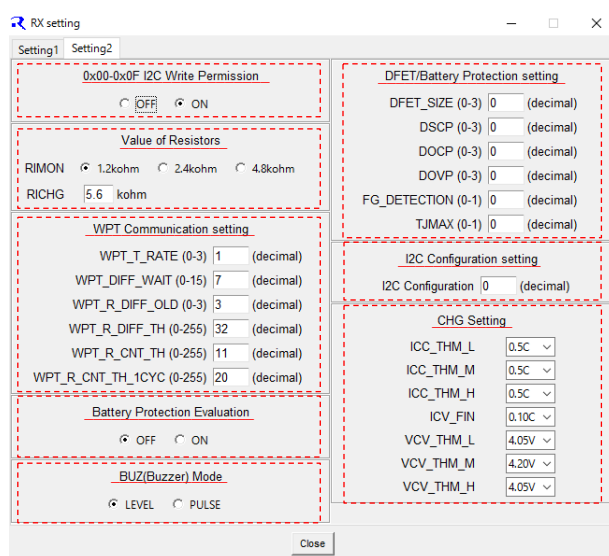 RX setting
Setting1 Setting2
0x00-0x0F I2C Write Permission
OFF ON
Value of Resistors
RIMON 1.2kohm 2.4kohm 4.8kohm
RICHG 5.6 kohm
WPT Communication setting
WPT_T_RATE (0-3) 1 (decimal)
WPT_DIFF_WAIT (0-15) 7 (decimal)
WPT_R_DIFF_OLD (0-3) 3 (decimal)
WPT_R_DIFF_TH (0-255) 32 (decimal)
WPT_R_CNT_TH (0-255) 11 (decimal)
WPT_R_CNT_TH_1CYC (0-255) 20 (decimal)
Battery Protection Evaluation
OFF ON
BUZ(Buzzer) Mode
LEVEL PULSE
DFET/Battery Protection setting
DFET_SIZE (0-3) 0 (decimal)
DSCP (0-3) 0 (decimal)
DOCP (0-3) 0 (decimal)
DOVP (0-3) 0 (decimal)
FG_DETECTION (0-1) 0 (decimal)
TJMAX (0-1) 0 (decimal)
I2C Configuration setting
I2C Configuration 0 (decimal)
CHG Setting
ICC_THM_L 0.5C
ICC_THM_M 0.5C
ICC_THM_H 0.5C
ICV_FIN 0.10C
VCV_THM_L 4.05V
VCV_THM_M 4.20V
VCV_THM_H 4.05V
Close